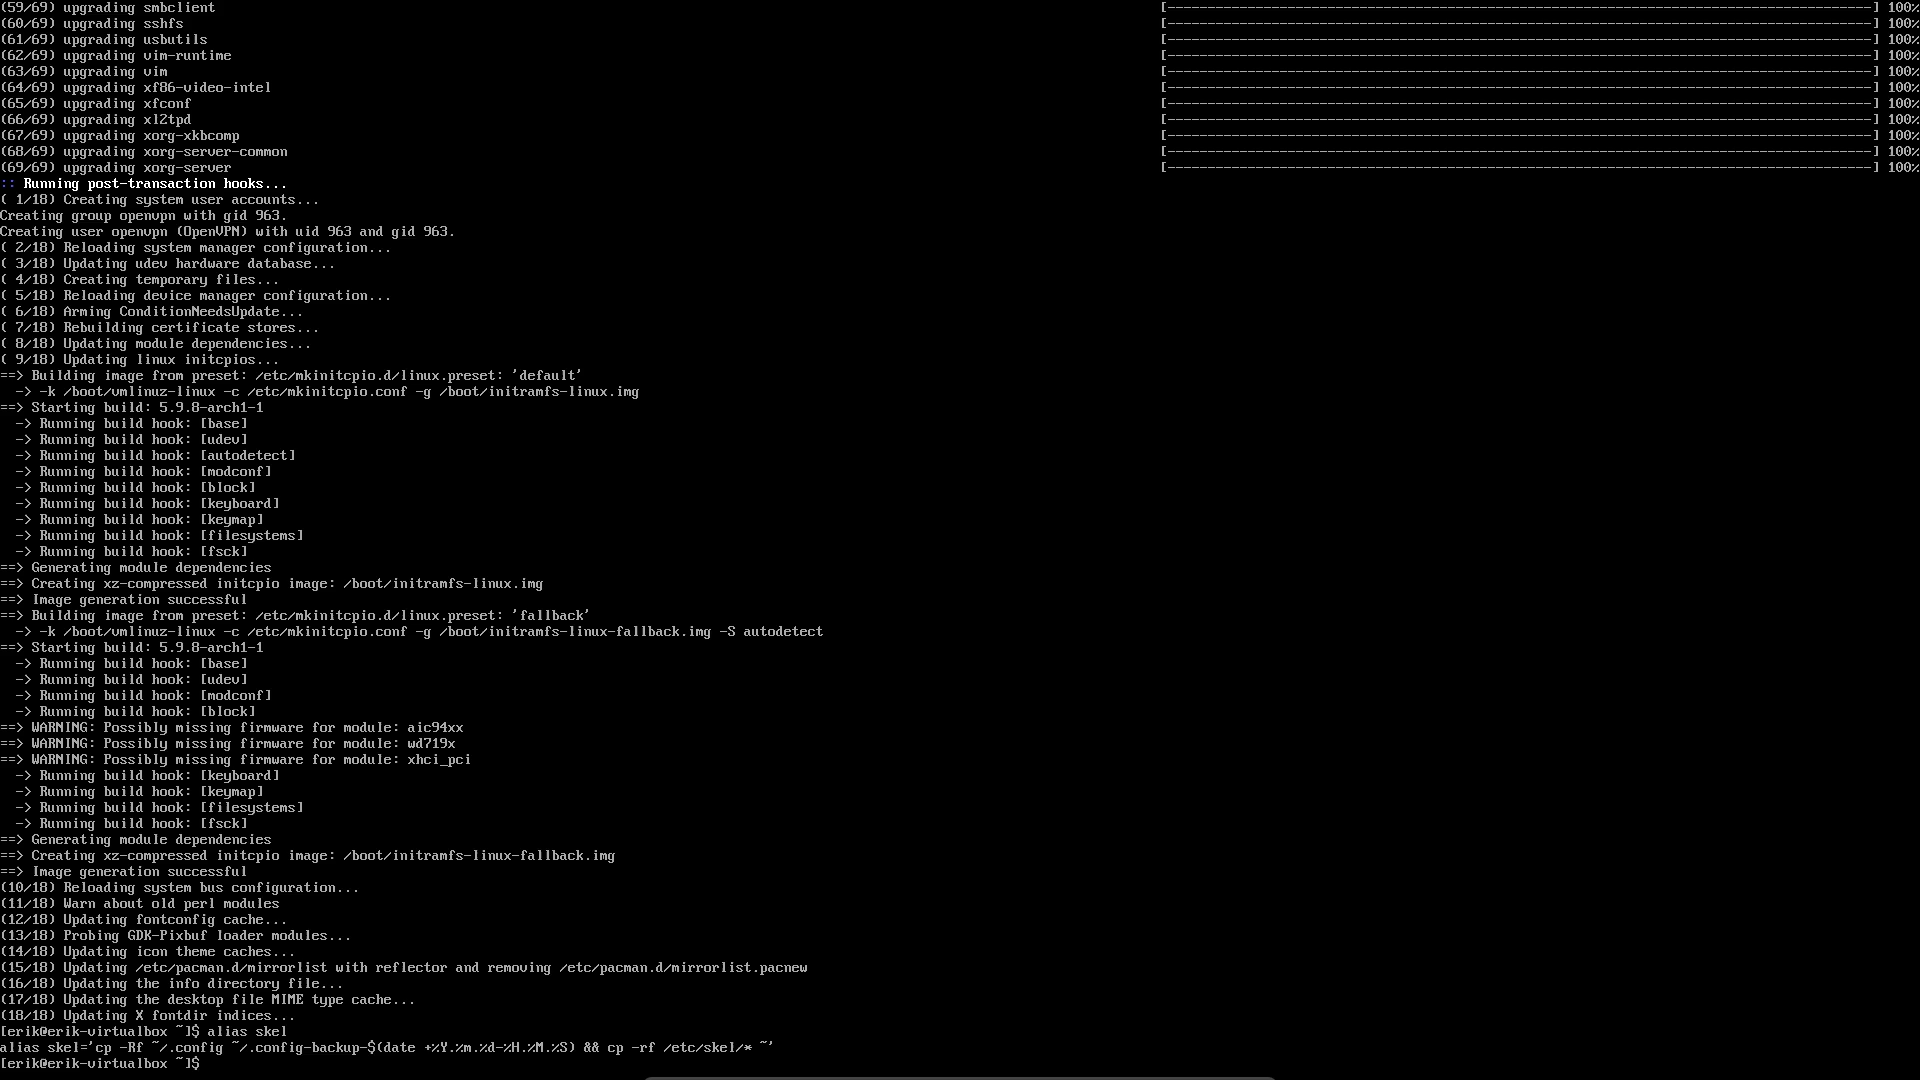 (59/69) upgrading smbclient [----------------------------------------------------------------------------------------] 100%
(60/69) upgrading sshfs [----------------------------------------------------------------------------------------] 100%
(61/69) upgrading usbutils [----------------------------------------------------------------------------------------] 100%
(62/69) upgrading vim-runtime [----------------------------------------------------------------------------------------] 100%
(63/69) upgrading vim [----------------------------------------------------------------------------------------] 100%
(64/69) upgrading xf86-video-intel [----------------------------------------------------------------------------------------] 100%
(65/69) upgrading xfconf [----------------------------------------------------------------------------------------] 100%
(66/69) upgrading xl2tpd [----------------------------------------------------------------------------------------] 100%
(67/69) upgrading xorg-xkbcomp [----------------------------------------------------------------------------------------] 100%
(68/69) upgrading xorg-server-common [----------------------------------------------------------------------------------------] 100%
(69/69) upgrading xorg-server [----------------------------------------------------------------------------------------] 100%
:: Running post-transaction hooks...
( 1/18) Creating system user accounts...
Creating group openvpn with gid 963.
Creating user openvpn (OpenVPN) with uid 963 and gid 963.
( 2/18) Reloading system manager configuration...
( 3/18) Updating udev hardware database...
( 4/18) Creating temporary files...
( 5/18) Reloading device manager configuration...
( 6/18) Arming ConditionNeedsUpdate...
( 7/18) Rebuilding certificate stores...
( 8/18) Updating module dependencies...
( 9/18) Updating linux initcpios...
==> Building image from preset: /etc/mkinitcpio.d/linux.preset: 'default'
  -> -k /boot/vmlinuz-linux -c /etc/mkinitcpio.conf -g /boot/initramfs-linux.img
==> Starting build: 5.9.8-arch1-1
  -> Running build hook: [base]
  -> Running build hook: [udev]
  -> Running build hook: [autodetect]
  -> Running build hook: [modconf]
  -> Running build hook: [block]
  -> Running build hook: [keyboard]
  -> Running build hook: [keymap]
  -> Running build hook: [filesystems]
  -> Running build hook: [fsck]
==> Generating module dependencies
==> Creating xz-compressed initcpio image: /boot/initramfs-linux.img
==> Image generation successful
==> Building image from preset: /etc/mkinitcpio.d/linux.preset: 'fallback'
  -> -k /boot/vmlinuz-linux -c /etc/mkinitcpio.conf -g /boot/initramfs-linux-fallback.img -S autodetect
==> Starting build: 5.9.8-arch1-1
  -> Running build hook: [base]
  -> Running build hook: [udev]
  -> Running build hook: [modconf]
  -> Running build hook: [block]
==> WARNING: Possibly missing firmware for module: aic94xx
==> WARNING: Possibly missing firmware for module: wd719x
==> WARNING: Possibly missing firmware for module: xhci_pci
  -> Running build hook: [keyboard]
  -> Running build hook: [keymap]
  -> Running build hook: [filesystems]
  -> Running build hook: [fsck]
==> Generating module dependencies
==> Creating xz-compressed initcpio image: /boot/initramfs-linux-fallback.img
==> Image generation successful
(10/18) Reloading system bus configuration...
(11/18) Warn about old perl modules
(12/18) Updating fontconfig cache...
(13/18) Probing GDK-Pixbuf loader modules...
(14/18) Updating icon theme caches...
(15/18) Updating /etc/pacman.d/mirrorlist with reflector and removing /etc/pacman.d/mirrorlist.pacnew
(16/18) Updating the info directory file...
(17/18) Updating the desktop file MIME type cache...
(18/18) Updating X fontdir indices...
[erik@erik-virtualbox ~]$ alias skel
alias skel='cp -Rf ~/.config ~/.config-backup-$(date +%Y.%m.%d-%H.%M.%S) && cp -rf /etc/skel/* ~'
[erik@erik-virtualbox ~]$